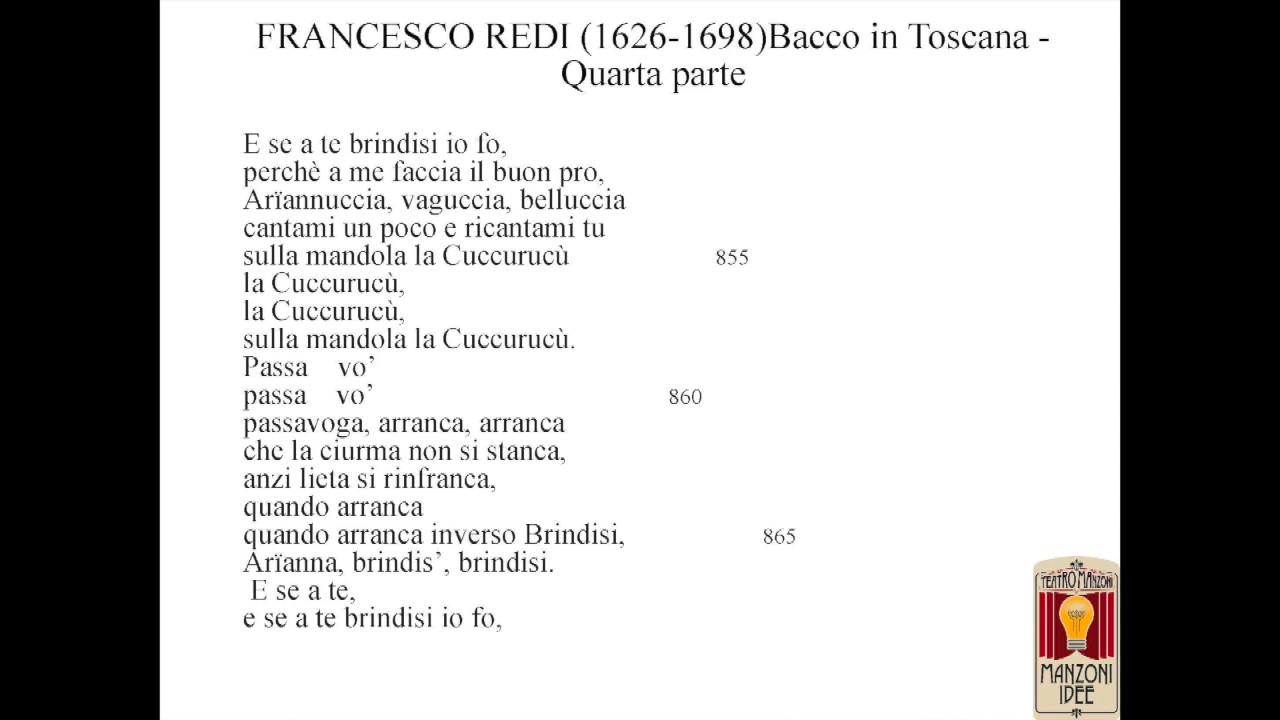 FRANCESCO REDI (1626-1698)Bacco in Toscana -
Quarta parte
E se a te brindisi io fo,
perchè a me faccia il buon pro,
Arïannuccia, vaguccia, belluccia
cantami un poco e ricantami tu
sulla mandola la Cuccurucù 855
la Cuccurucù,
la Cuccurucù,
sulla mandola la Cuccurucù.
Passa vo’
passa vo’ 860
passavoga, arranca, arranca
che la ciurma non si stanca,
anzi lieta si rinfranca,
quando arranca
quando arranca inverso Brindisi, 865
Arïanna, brindis’, brindisi.
E se a te,
e se a te brindisi io fo,
TEATRO MANZONI
MANZONI
IDEE